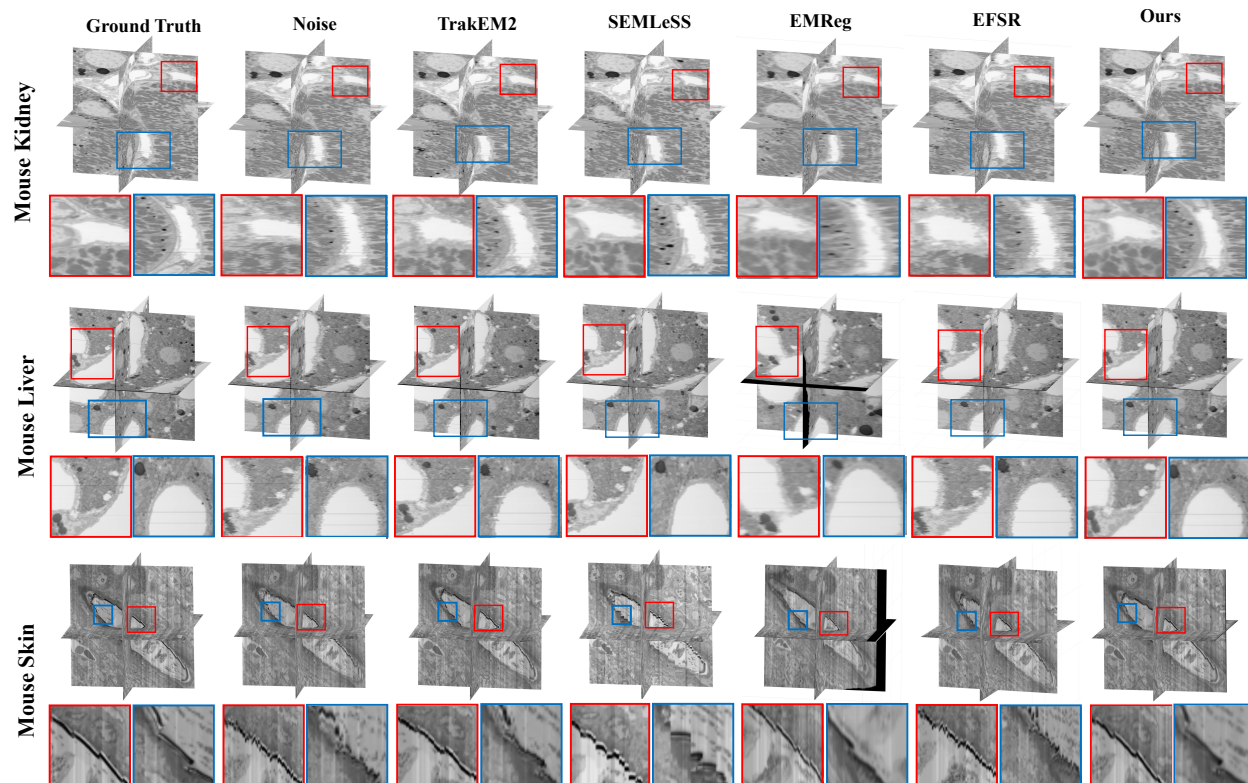 Ground Truth Noise TrakEM2 SEMLeSS EMReg EFSR Ours
Mouse Kidney
Mouse Liver
Mouse Skin